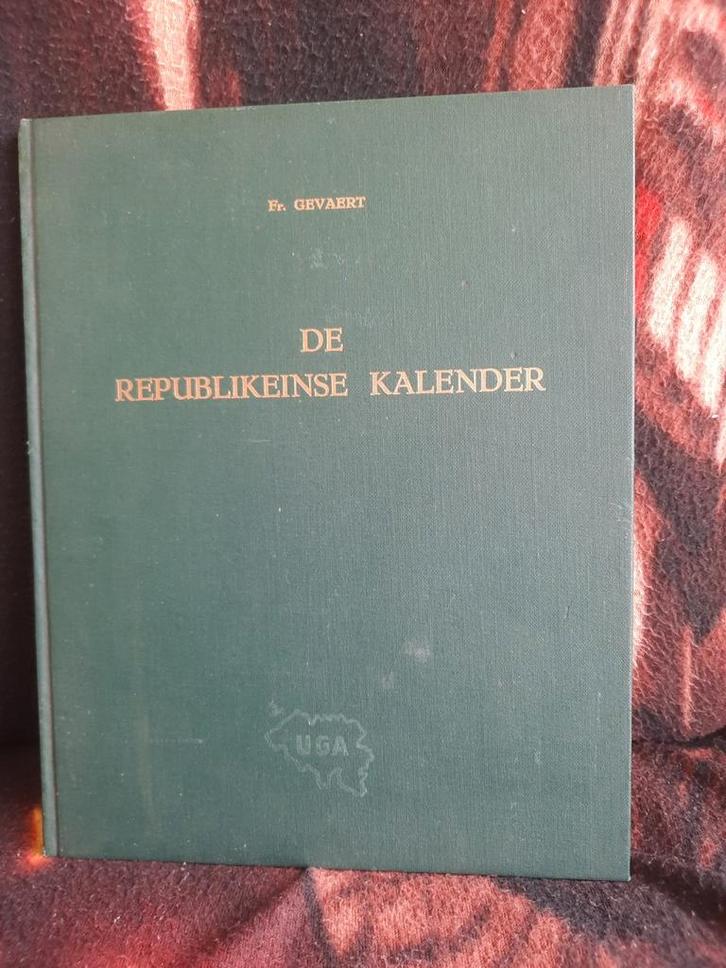 Fr. GEVAERT
DE
REPUBLIKEINSE KALENDER
UGA